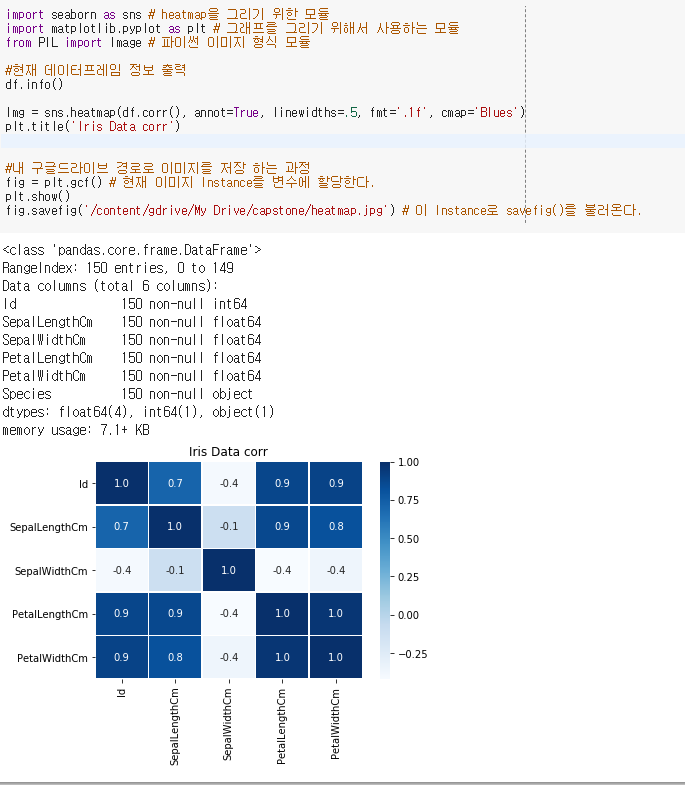 import seaborn as sns # heatmap을 그리기 위한 모듈
import matplotlib.pyplot as plt # 그래프를 그리기 위해서 사용하는 모듈
from PIL import Image # 파이썬 이미지 형식 모듈
#현재 데이터프레임 정보 출력
df.info()
Img = sns.heatmap(df.corr(), annot=True, linewidths=.5, fmt='.1f', cmap='Blues')
plt.title('Iris Data corr')
#내 구글드라이브 경로로 이미지를 저장 하는 과정
fig = plt.gcf() # 현재 이미지 Instance를 변수에 할당한다.
plt.show()
fig.savefig('/content/gdrive/My Drive/capstone/heatmap.jpg') # 이 Instance로 savefig()를 불러온다.
<class 'pandas.core.frame.DataFrame'>
RangeIndex: 150 entries, 0 to 149
Data columns (total 6 columns):
Id 150 non-null int64
SepalLengthCm 150 non-null float64
SepalWidthCm 150 non-null float64
PetalLengthCm 150 non-null float64
PetalWidthCm 150 non-null float64
Species 150 non-null object
dtypes: float64(4), int64(1), object(1)
memory usage: 7.1+ KB
Iris Data corr
Id 1.0 0.7 -0.4 0.9 0.9
SepalLengthCm 0.7 1.0 -0.1 0.9 0.8
SepalWidthCm -0.4 -0.1 1.0 -0.4 -0.4
PetalLengthCm 0.9 0.9 -0.4 1.0 1.0
PetalWidthCm 0.9 0.8 -0.4 1.0 1.0
Id
SepalLengthCm
SepalWidthCm
PetalLengthCm
PetalWidthCm
1.00
0.75
0.50
0.25
0.00
−0.25